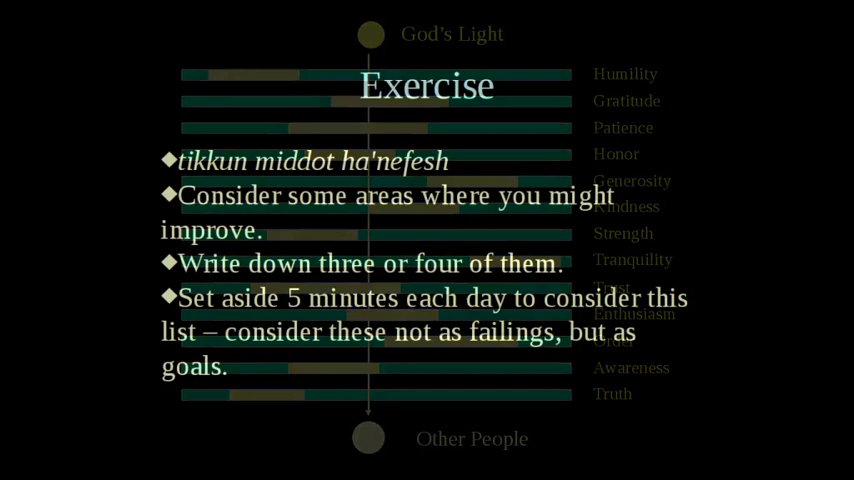 God’s Light
Exercise
Humility
Gratitude
Patience
Honor
Generosity
Kindness
Strength
Tranquility
Trust
Enthusiasm
Order
Awareness
Truth
◆tikkun middot ha'nefesh
◆Consider some areas where you might
improve.
◆Write down three or four of them.
◆Set aside 5 minutes each day to consider this
list – consider these not as failings, but as
goals.
Other People